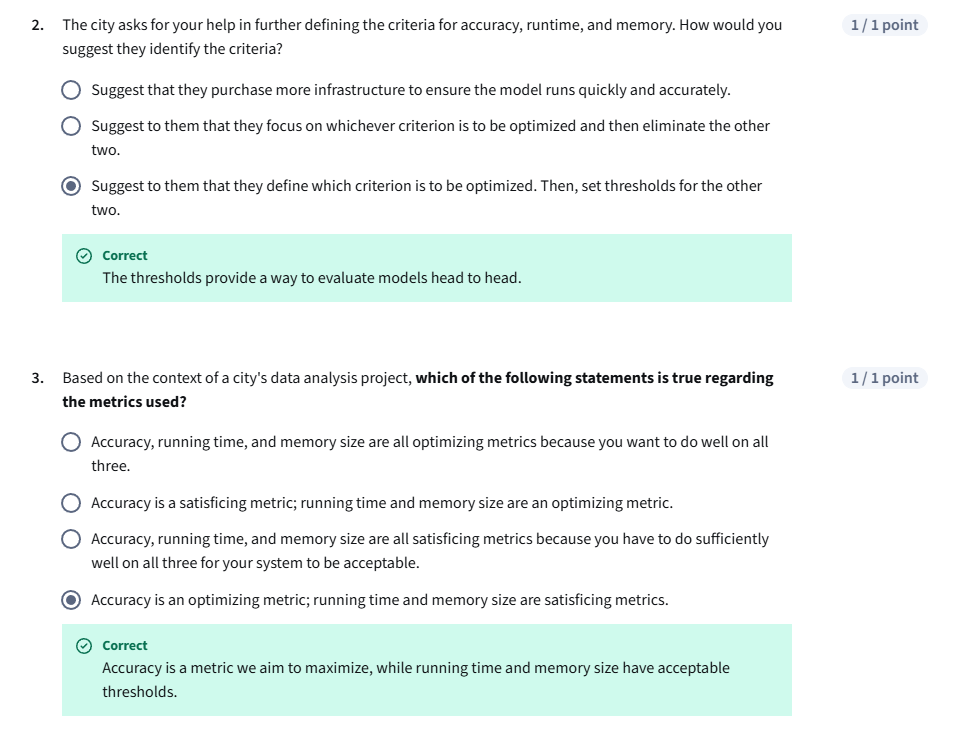 2. The city asks for your help in further defining the criteria for accuracy, runtime, and memory. How would you 1 / 1 point
suggest they identify the criteria?
Suggest that they purchase more infrastructure to ensure the model runs quickly and accurately.
Suggest to them that they focus on whichever criterion is to be optimized and then eliminate the other
two.
Suggest to them that they define which criterion is to be optimized. Then, set thresholds for the other
two.
Correct
The thresholds provide a way to evaluate models head to head.
3. Based on the context of a city's data analysis project, which of the following statements is true regarding 1 / 1 point
the metrics used?
Accuracy, running time, and memory size are all optimizing metrics because you want to do well on all
three.
Accuracy is a satisficing metric; running time and memory size are an optimizing metric.
Accuracy, running time, and memory size are all satisficing metrics because you have to do sufficiently
well on all three for your system to be acceptable.
Accuracy is an optimizing metric; running time and memory size are satisficing metrics.
Correct
Accuracy is a metric we aim to maximize, while running time and memory size have acceptable
thresholds.